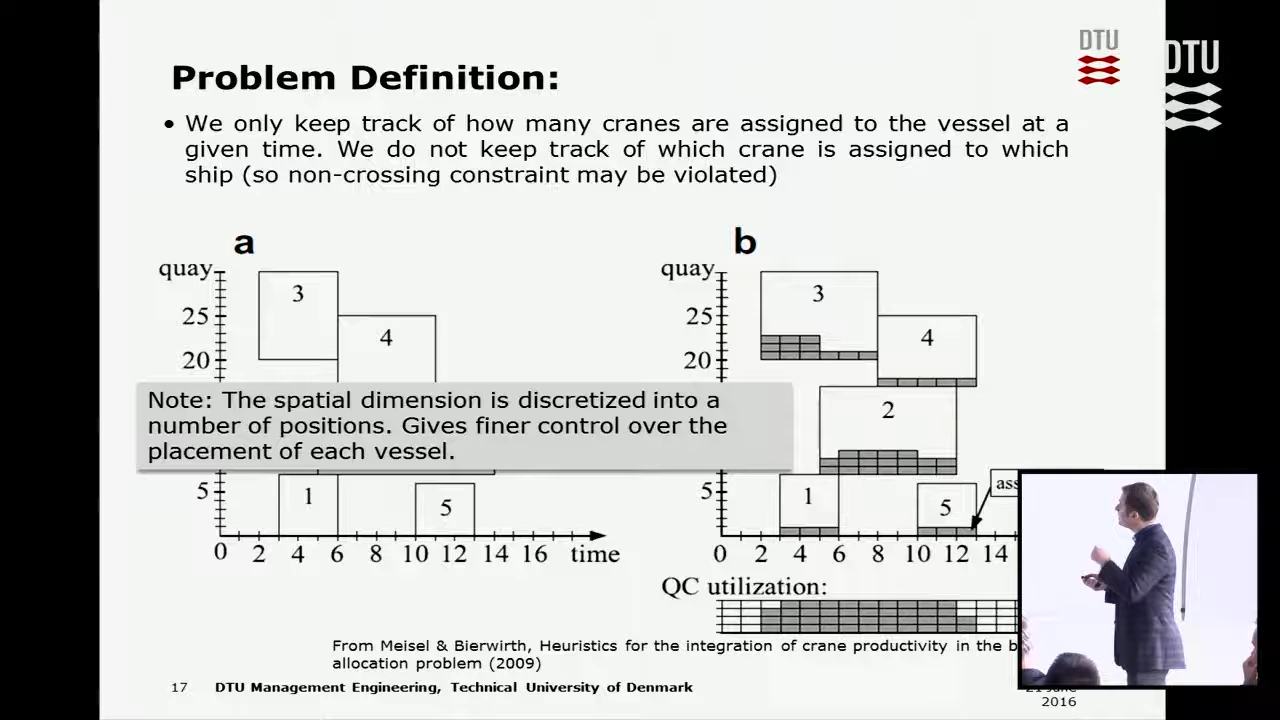 DTU
DTU
Problem Definition:
• We only keep track of how many cranes are assigned to the vessel at a
given time. We do not keep track of which crane is assigned to which
ship (so non-crossing constraint may be violated)
a
quay
25
20
5
3
4
1
5
0 2 4 6 8 10 12 14 16 time
b
quay
25
20
5
3
4
2
1
5
0 2 4 6 8 10 12 14
Note: The spatial dimension is discretized into a
number of positions. Gives finer control over the
placement of each vessel.
QC utilization:
From Meisel & Bierwirth, Heuristics for the integration of crane productivity in the
allocation problem (2009)
17 DTU Management Engineering, Technical University of Denmark
21 June
2016